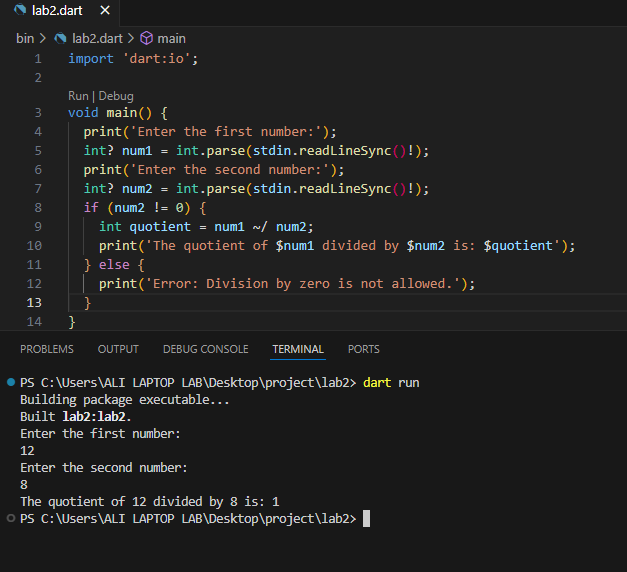 lab2.dart ×
bin > lab2.dart > main
1 import 'dart:io';
2
Run | Debug
3 void main() {
4   print('Enter the first number:');
5   int? num1 = int.parse(stdin.readLineSync()!);
6   print('Enter the second number:');
7   int? num2 = int.parse(stdin.readLineSync()!);
8   if (num2 != 0) {
9     int quotient = num1 ~/ num2;
10     print('The quotient of $num1 divided by $num2 is: $quotient');
11   } else {
12     print('Error: Division by zero is not allowed.');
13   }
14 }
PROBLEMS OUTPUT DEBUG CONSOLE TERMINAL PORTS
PS C:\Users\ALI LAPTOP LAB\Desktop\project\lab2> dart run
Building package executable...
Built lab2:lab2.
Enter the first number:
12
Enter the second number:
8
The quotient of 12 divided by 8 is: 1
PS C:\Users\ALI LAPTOP LAB\Desktop\project\lab2>